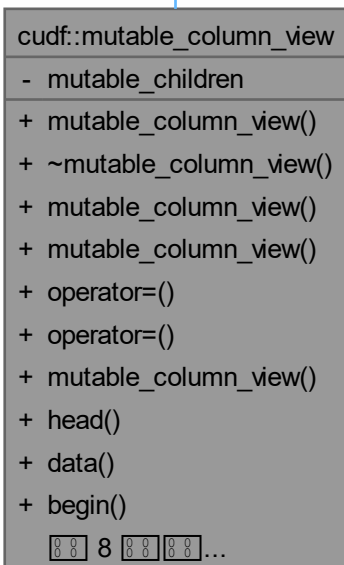 cudf::mutable_column_view
- mutable_children
+ mutable_column_view()
+ ~mutable_column_view()
+ mutable_column_view()
+ mutable_column_view()
+ operator=()
+ operator=()
+ mutable_column_view()
+ head()
+ data()
+ begin()
8 ...